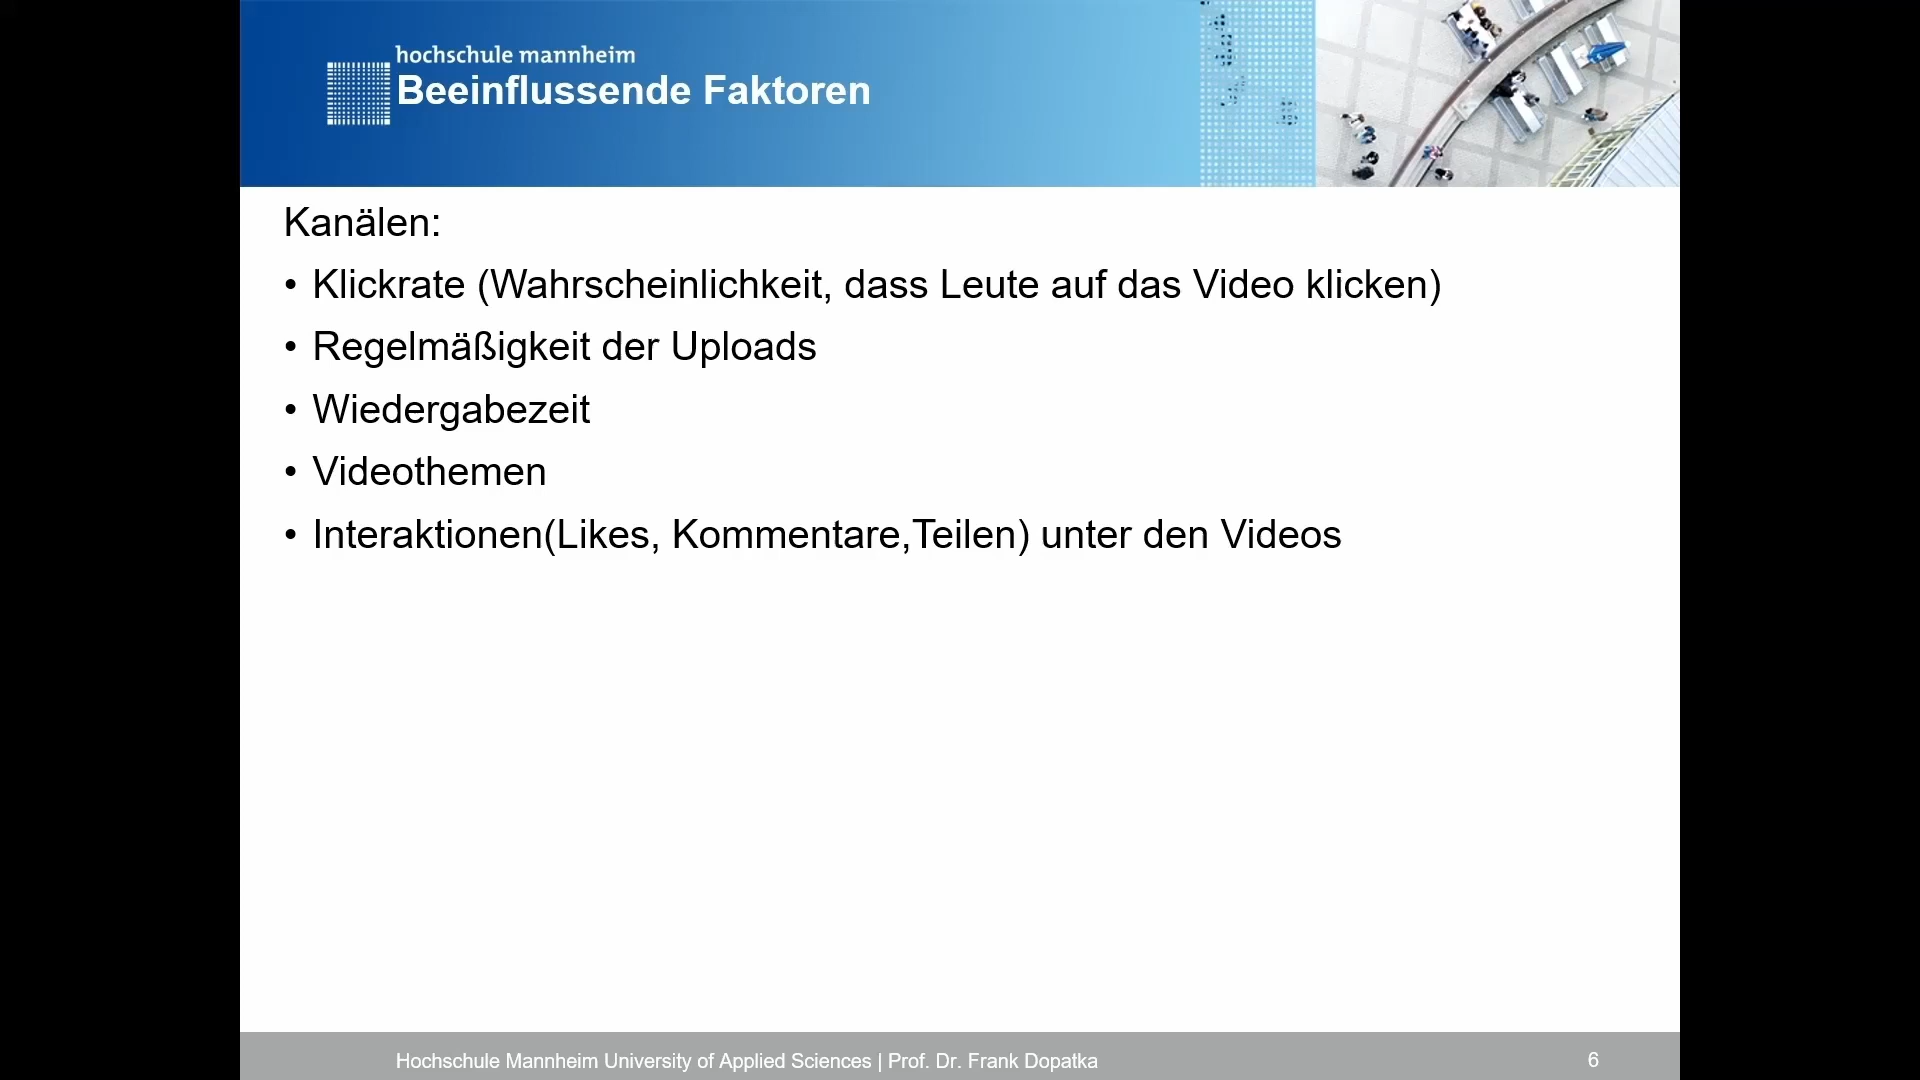 hochschule mannheim
Beeinflussende Faktoren
Kanälen:
• Klickrate (Wahrscheinlichkeit, dass Leute auf das Video klicken)
• Regelmäßigkeit der Uploads
• Wiedergabezeit
• Videothemen
• Interaktionen(Likes, Kommentare,Teilen) unter den Videos
Hochschule Mannheim University of Applied Sciences | Prof. Dr. Frank Dopatka
6